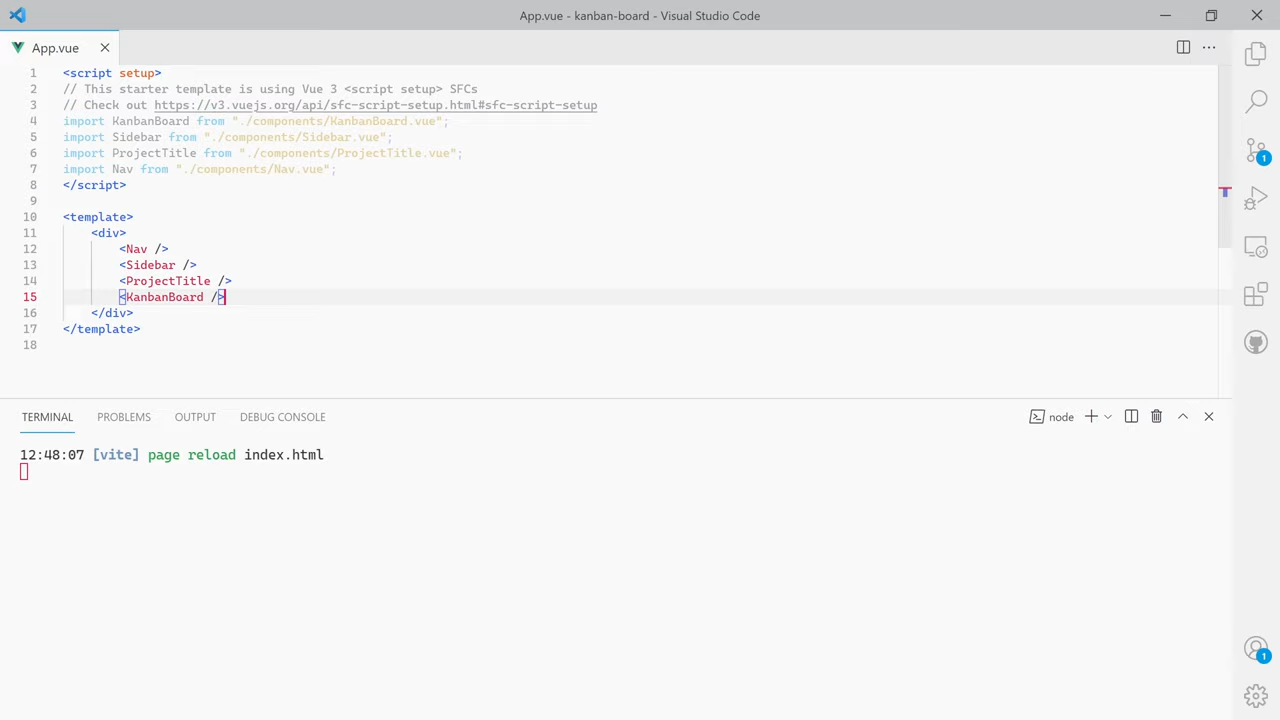 App.vue - kanban-board - Visual Studio Code
App.vue
1 <script setup>
2 // This starter template is using Vue 3 <script setup> SFCs
3 // Check out https://v3.vuejs.org/api/sfc-script-setup.html#sfc-script-setup
4 import KanbanBoard from "./components/KanbanBoard.vue";
5 import Sidebar from "./components/Sidebar.vue";
6 import ProjectTitle from "./components/ProjectTitle.vue";
7 import Nav from "./components/Nav.vue";
8 </script>
9
10 <template>
11 <div>
12 <Nav />
13 <Sidebar />
14 <ProjectTitle />
15 <KanbanBoard />
16 </div>
17 </template>
18
TERMINAL PROBLEMS OUTPUT DEBUG CONSOLE node
12:48:07 [vite] page reload index.html
1
1